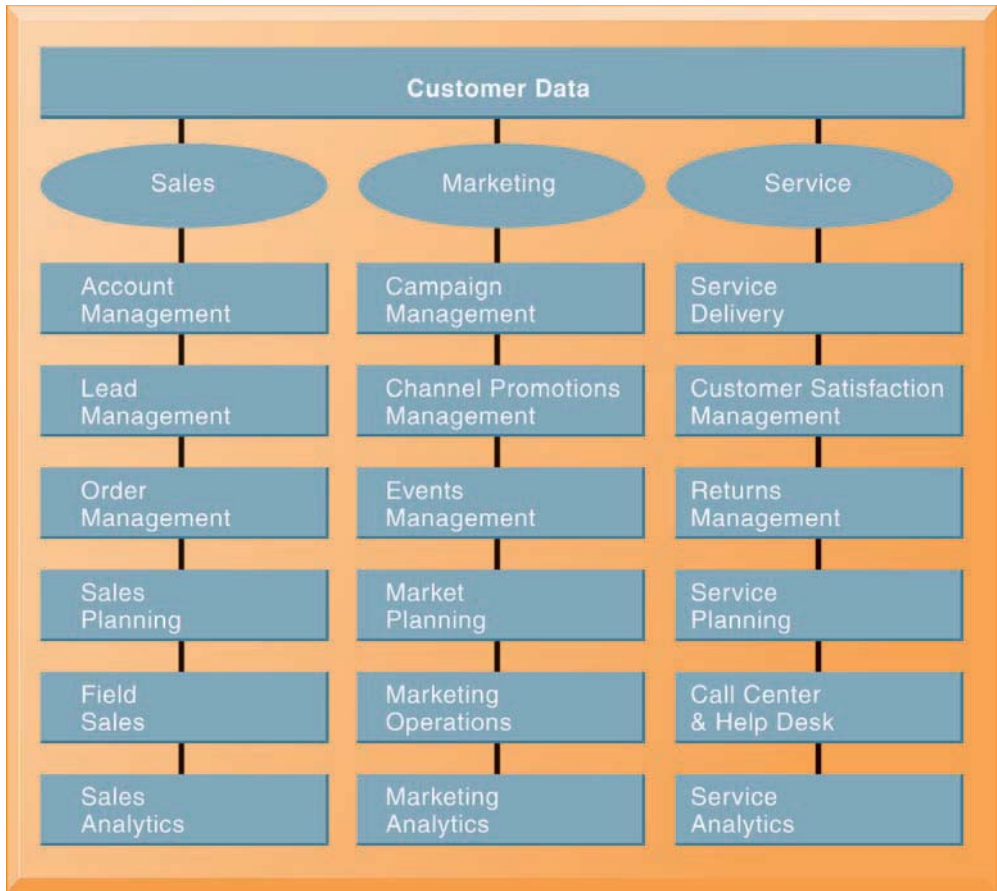 Customer Data
Sales
Marketing
Service
Account
Management
Campaign
Management
Service
Delivery
Lead
Management
Channel Promotions
Management
Customer Satisfaction
Management
Order
Management
Events
Management
Returns
Management
Sales
Planning
Market
Planning
Service
Planning
Field
Sales
Marketing
Operations
Call Center
& Help Desk
Sales
Analytics
Marketing
Analytics
Service
Analytics